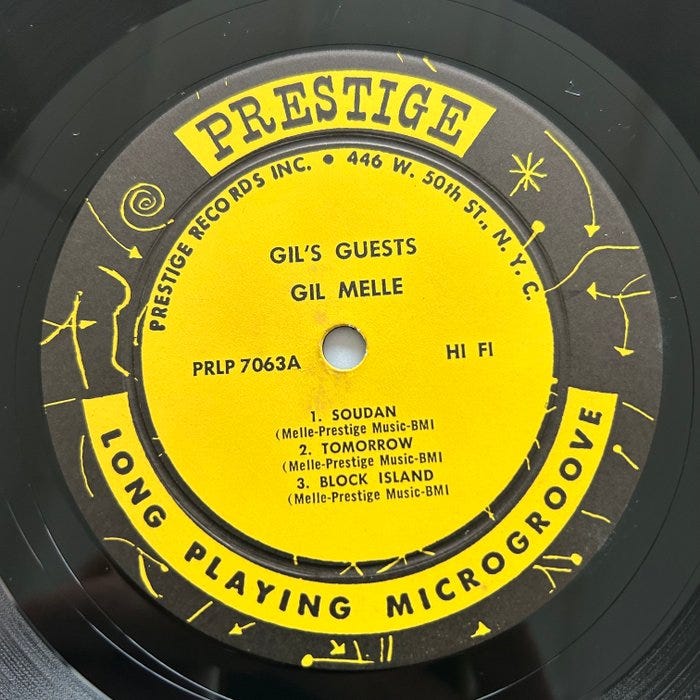 PRESTIGE
PRESTIGE RECORDS INC. • 446 W. 50th ST., N. Y. C.
GIL'S GUESTS
GIL MELLE
PRLP 7063A
HI FI
1. SOUDAN
(Melle-Prestige Music-BMI
2. TOMORROW
(Melle-Prestige Music-BMI
3. BLOCK ISLAND
(Melle-Prestige Music-BMI
LONG PLAYING MICROGROOVE